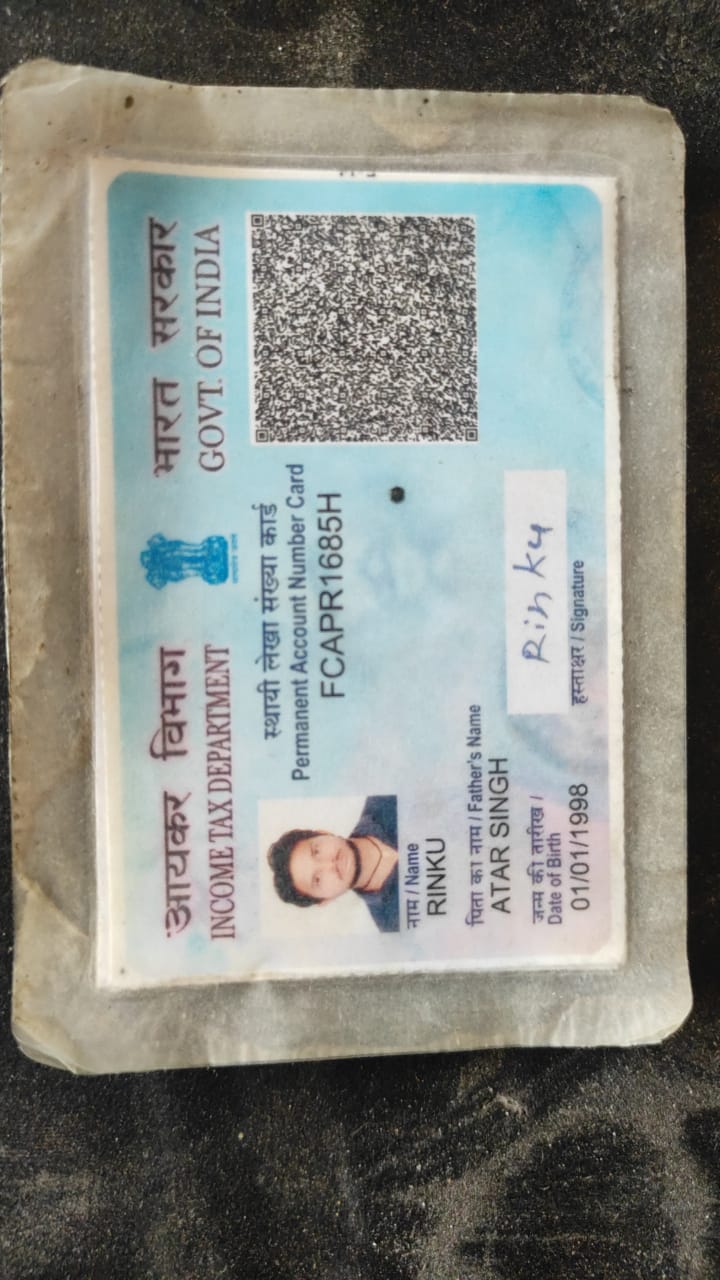 आयकर विभाग
INCOME TAX DEPARTMENT
भारत सरकार
GOVT. OF INDIA
स्थायी लेखा संख्या कार्ड
Permanent Account Number Card
FCAPR1685H
नाम / Name
RINKU
पिता का नाम / Father's Name
ATAR SINGH
जन्म की तारीख /
Date of Birth
01/01/1998
Rinku
हस्ताक्षर / Signature